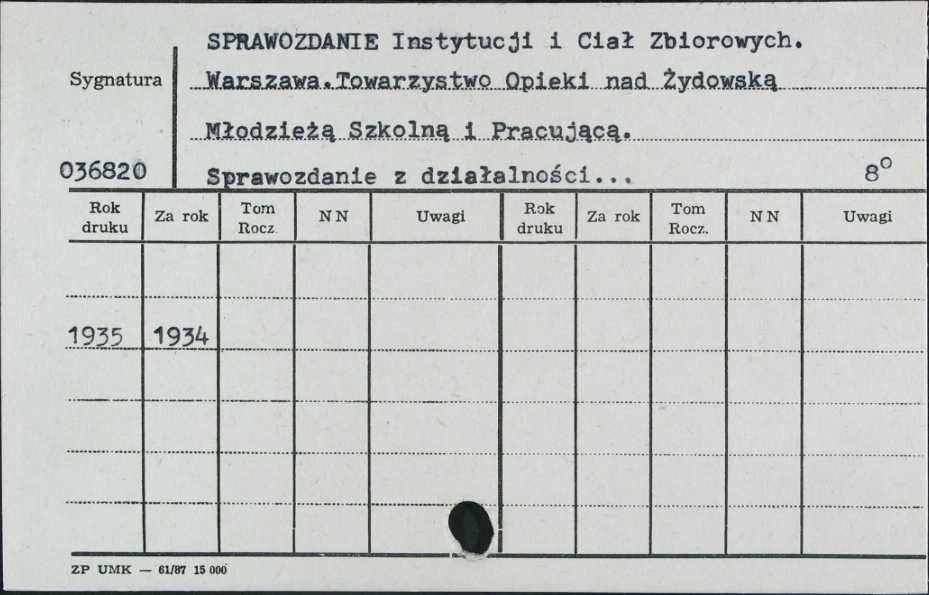 SPRAWOZDANIE Instytucji i Ciał Zbiorowych.
Sygnatura
Warszawa.Towarzystwo Opieki nad Żydowską
Młodzieżą Szkolną i Pracującą.
036820
Sprawozdanie z działalności... 8°
Rok druku Za rok Tom Rocz. N N Uwagi Rok druku Za rok Tom Rocz. N N Uwagi
1935 1934
ZP UMK — 61/87 15 000